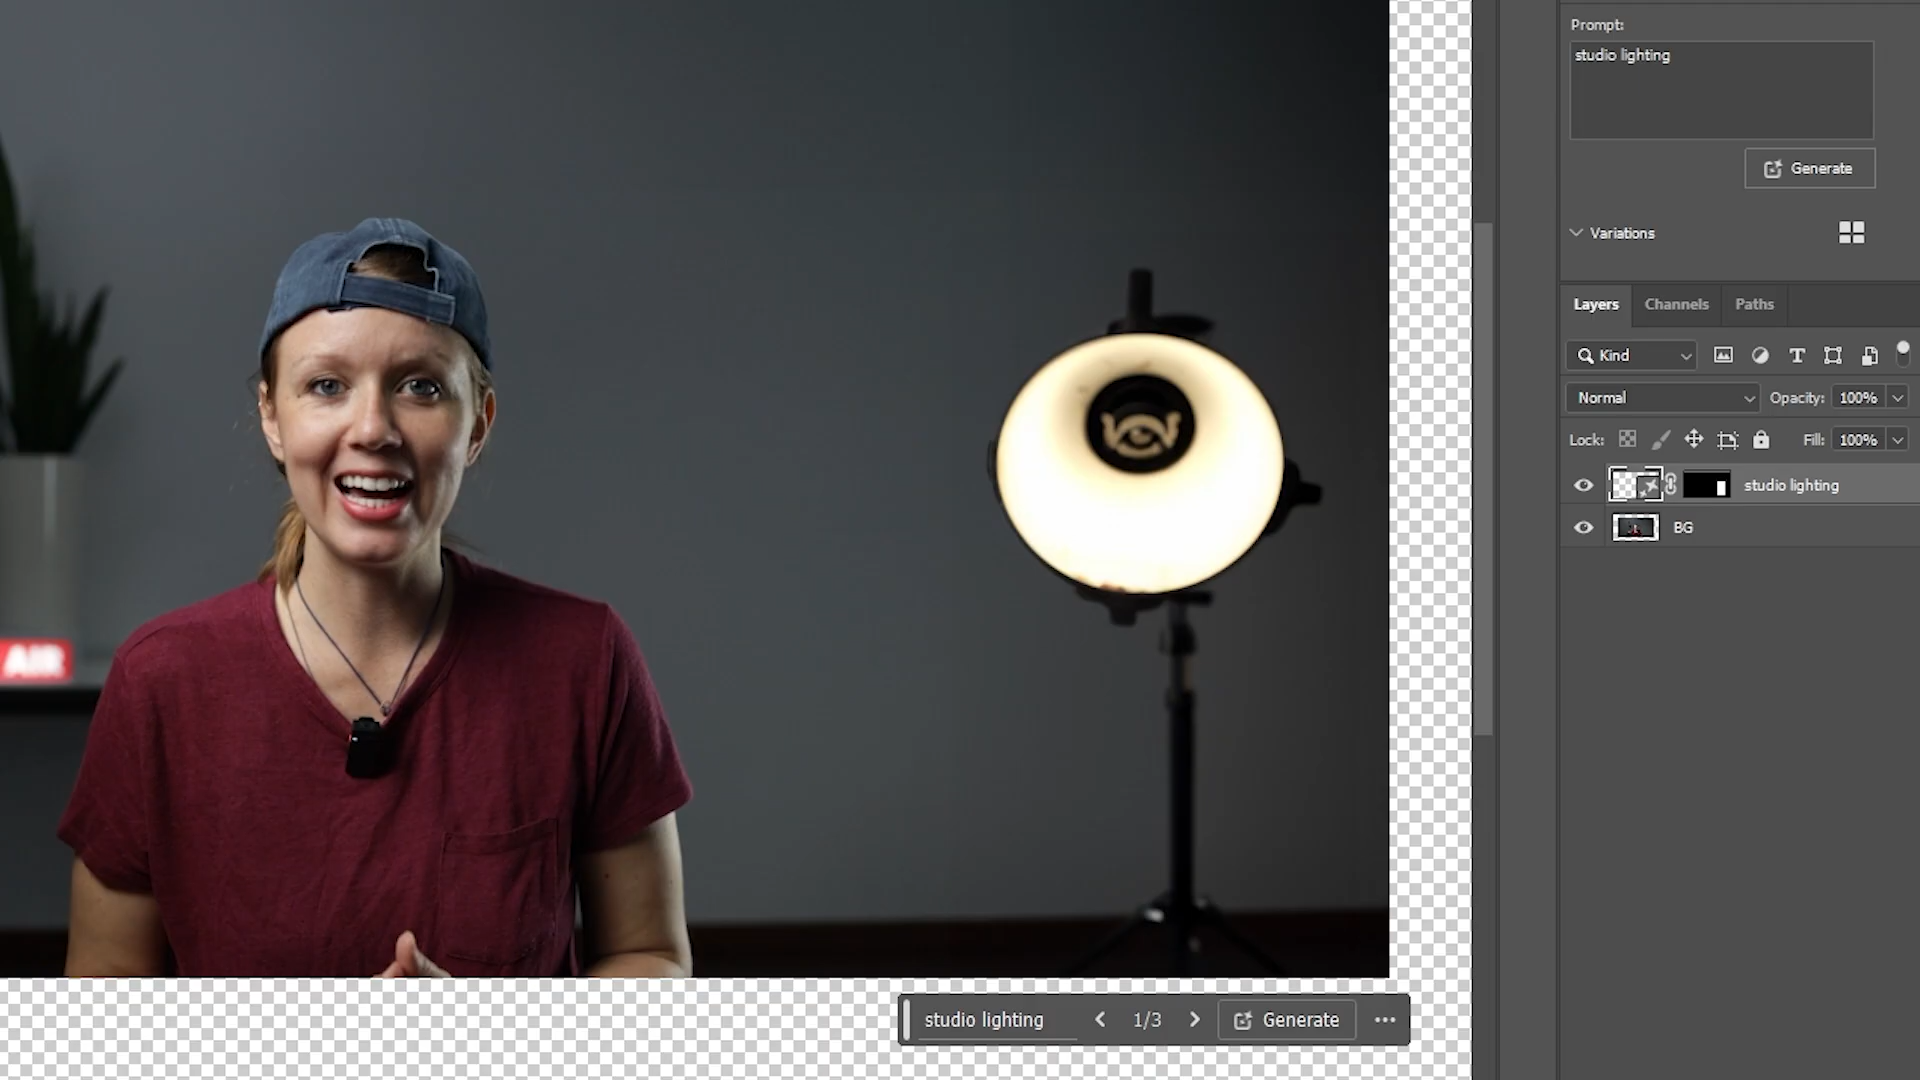 Prompt:
studio lighting
Generate
Variations
Layers
Channels
Paths
Kind
Normal
Opacity:
100%
Lock:
Fill:
100%
studio lighting
BG
AIR
studio lighting
1/3
Generate